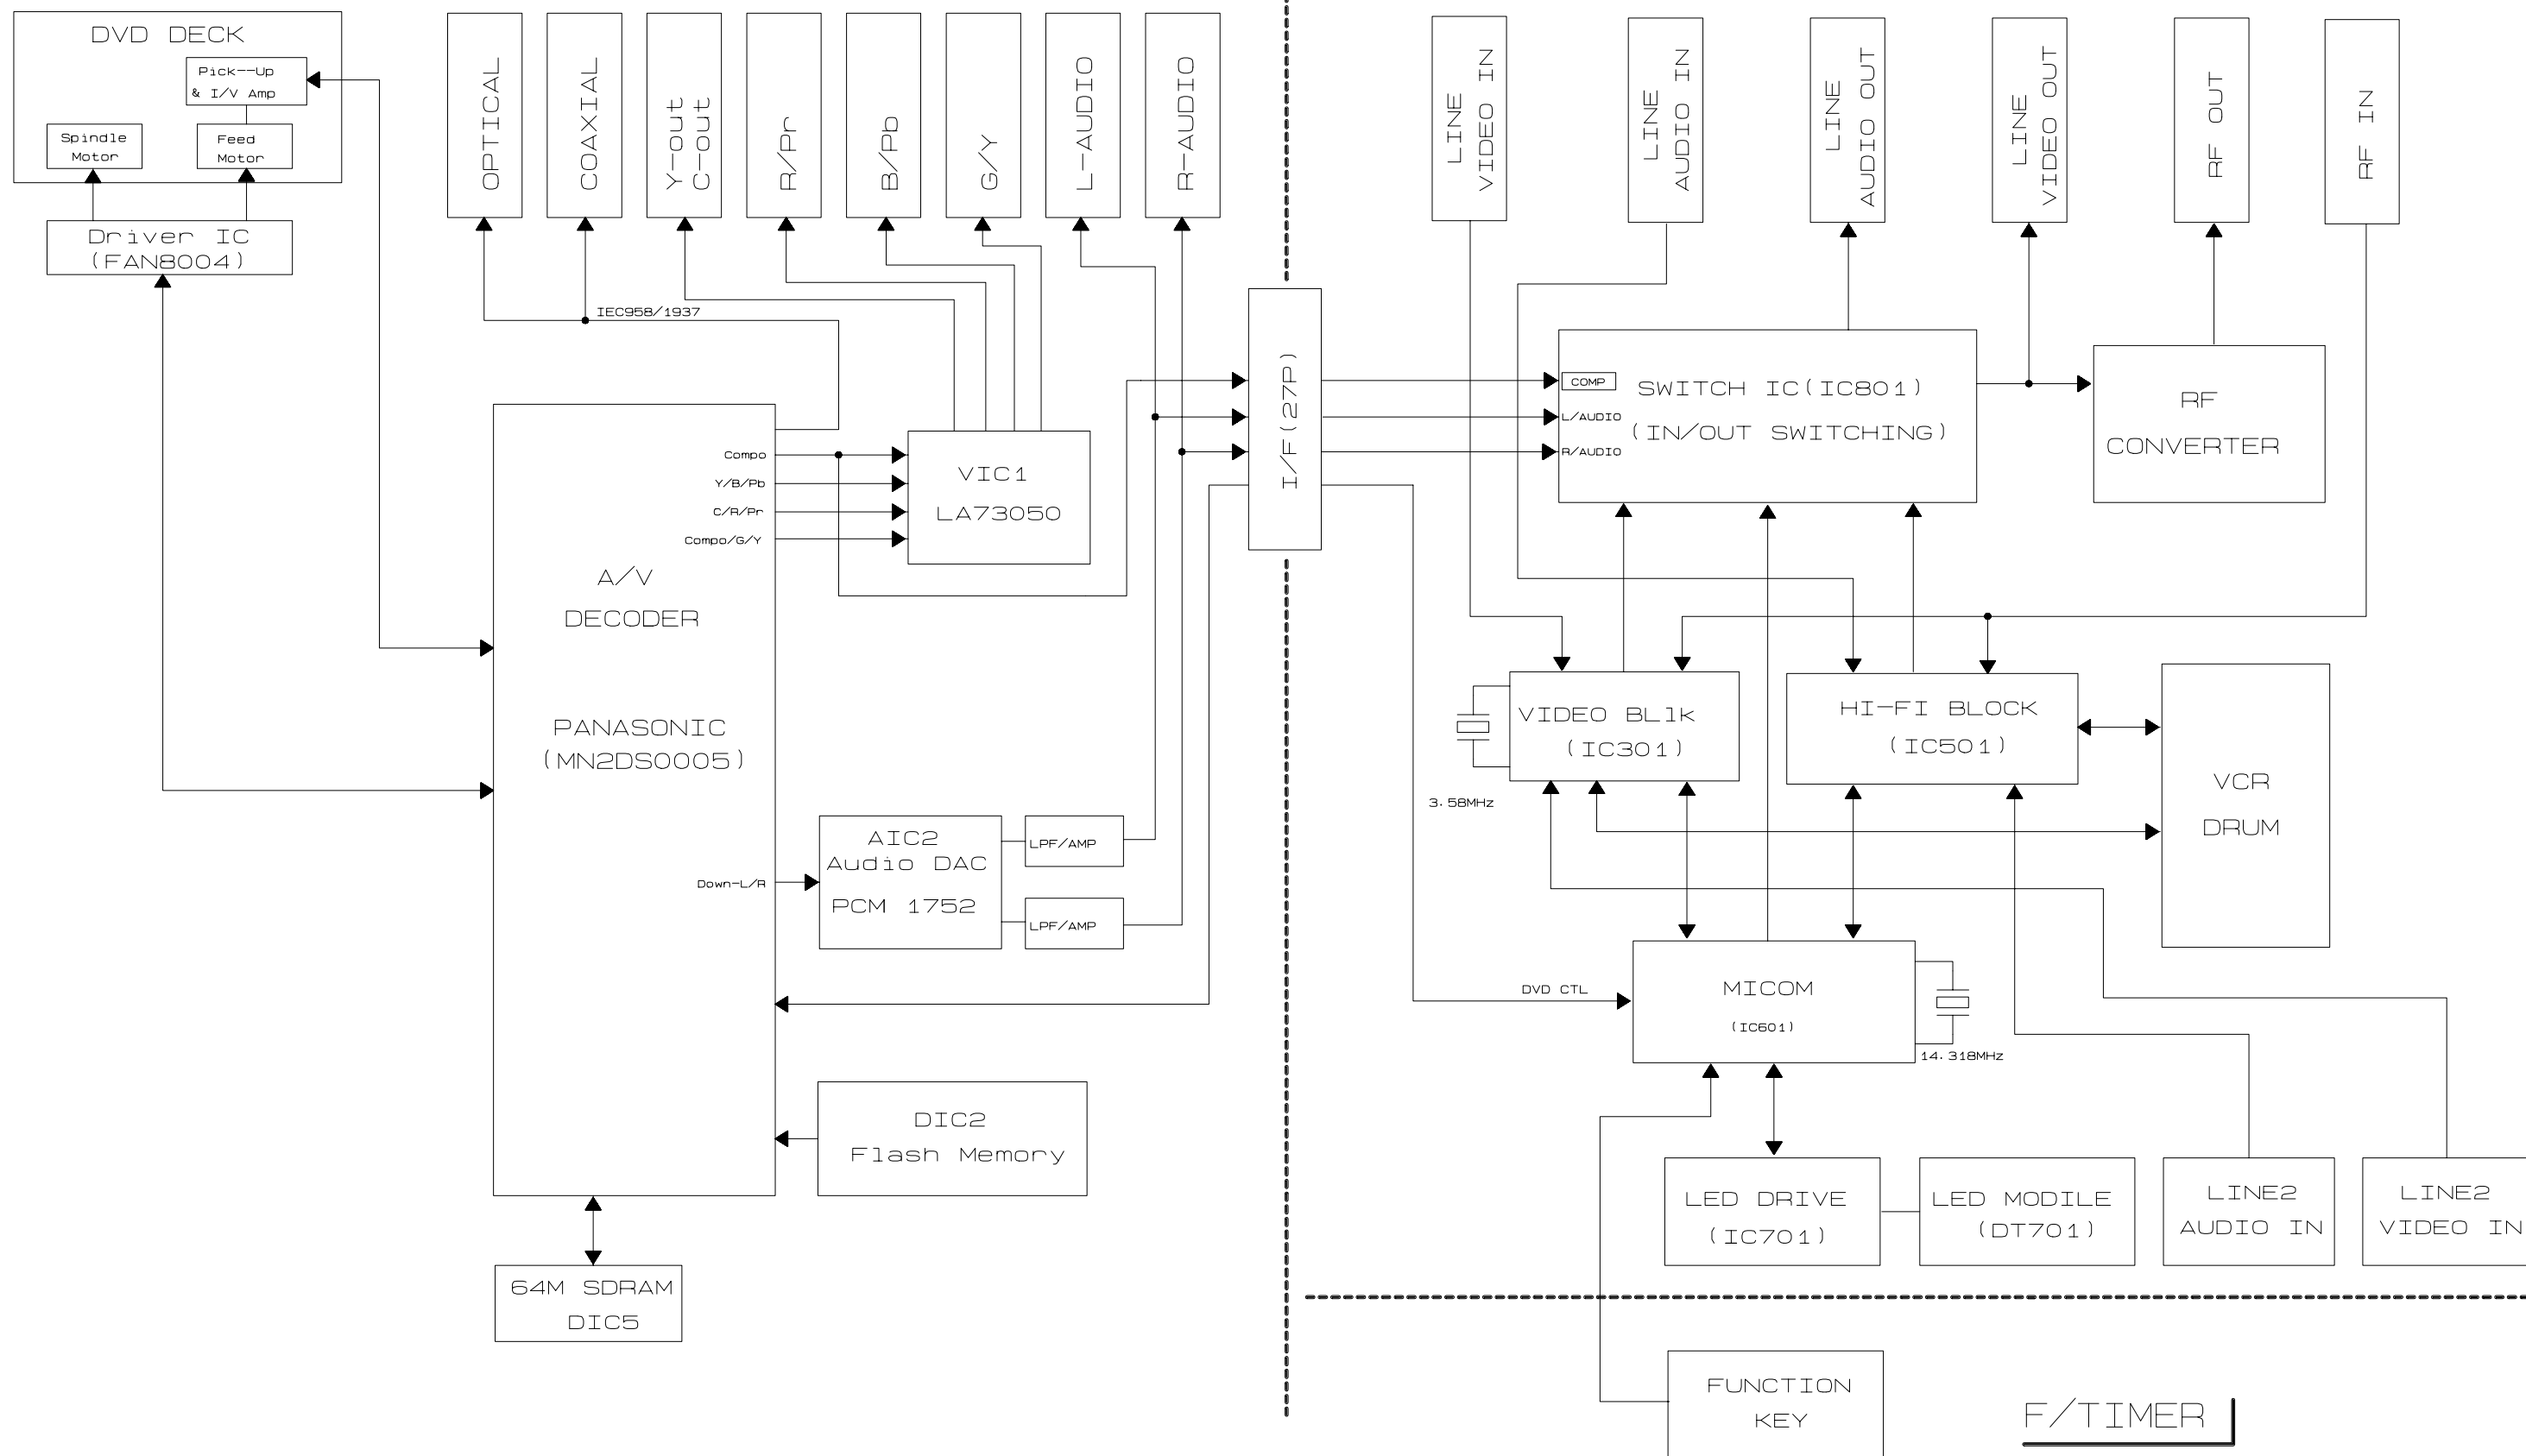 DVD DECK
Pick--Up
& I/V Amp
Spindle
Motor
Feed
Motor
Driver IC
(FAN8004)
OPTICAL
COAXIAL
Y-out
C-out
R/Pr
B/Pb
G/Y
L-AUDIO
R-AUDIO
IEC958/1937
A/V
DECODER
PANASONIC
(MN2DS0005)
Compo
Y/B/Pb
C/R/Pr
Compo/G/Y
Down-L/R
VIC1
LA73050
AIC2
Audio DAC
PCM 1752
LPF/AMP
LPF/AMP
DIC2
Flash Memory
64M SDRAM
DIC5
I/F(27P)
LINE
VIDEO IN
LINE
AUDIO IN
LINE
AUDIO OUT
LINE
VIDEO OUT
RF OUT
RF IN
COMP
L/AUDIO
R/AUDIO
SWITCH IC(IC801)
(IN/OUT SWITCHING)
RF
CONVERTER
VIDEO BLlK
(IC301)
3.58MHz
HI-FI BLOCK
(IC501)
VCR
DRUM
DVD CTL
MICOM
(IC601)
14.318MHz
LED DRIVE
(IC701)
LED MODILE
(DT701)
LINE2
AUDIO IN
LINE2
VIDEO IN
FUNCTION
KEY
F/TIMER